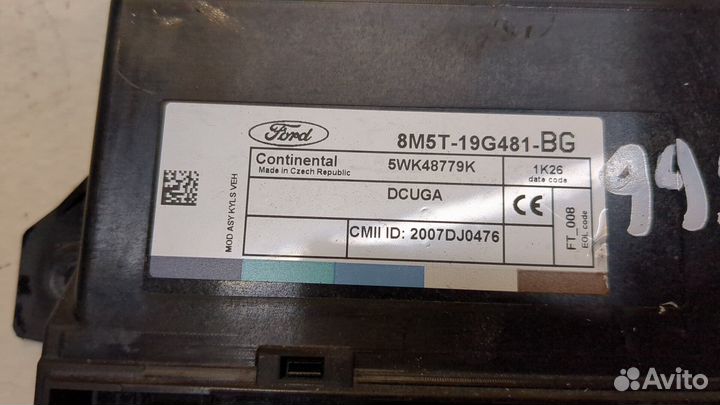 Ford
8M5T-19G481-BG
Continental
Made in Czech Republic
5WK48779K
1K26
date code
DCUGA
CE
CMII ID: 2007DJ0476
FT_008
EOL code
MOD ASY KYLS VEH
99
Avito